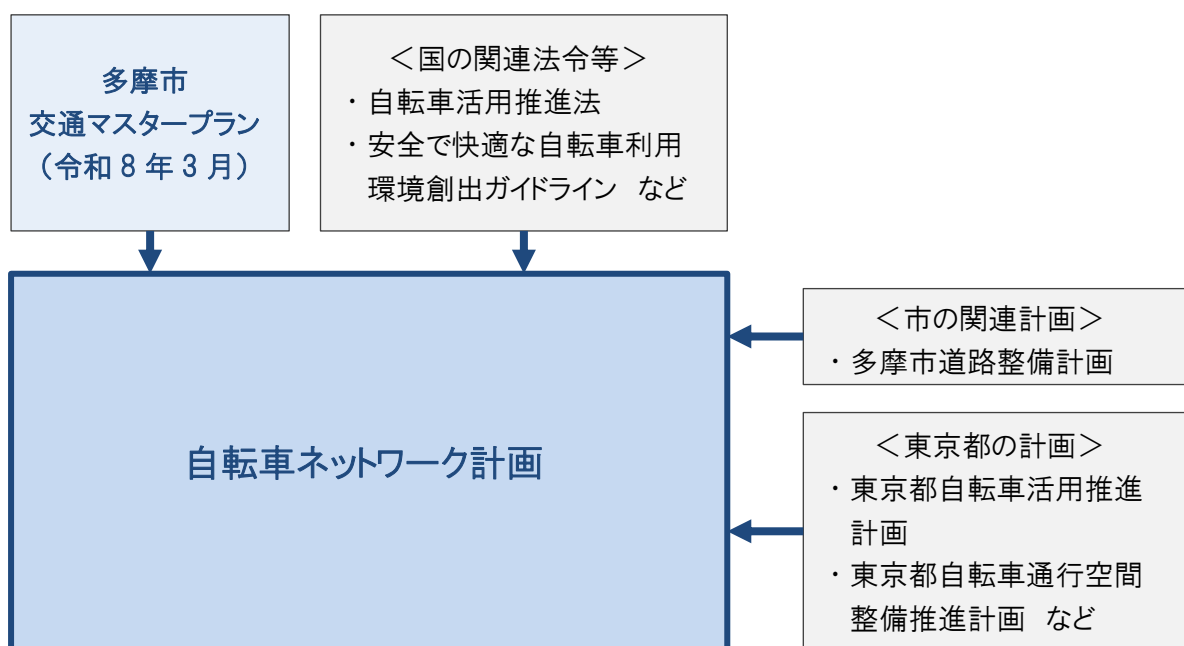 多摩市
交通マスタープラン
（令和8年3月）
＜国の関連法令等＞
・自転車活用推進法
・安全で快適な自転車利用
環境創出ガイドライン　など
＜市の関連計画＞
・多摩市道路整備計画
自転車ネットワーク計画
＜東京都の計画＞
・東京都自転車活用推進
計画
・東京都自転車通行空間
整備推進計画　など